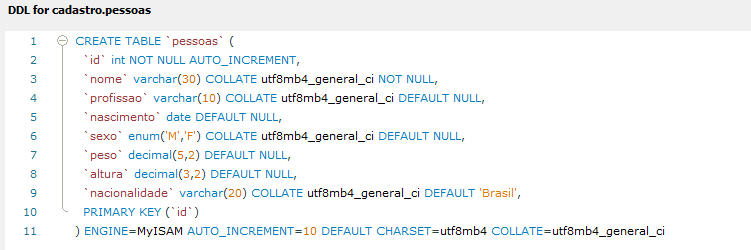 DDL for cadastro.pessoas
1 CREATE TABLE `pessoas` (
2 `id` int NOT NULL AUTO_INCREMENT,
3 `nome` varchar(30) COLLATE utf8mb4_general_ci NOT NULL,
4 `profissao` varchar(10) COLLATE utf8mb4_general_ci DEFAULT NULL,
5 `nascimento` date DEFAULT NULL,
6 `sexo` enum('M','F') COLLATE utf8mb4_general_ci DEFAULT NULL,
7 `peso` decimal(5,2) DEFAULT NULL,
8 `altura` decimal(3,2) DEFAULT NULL,
9 `nacionalidade` varchar(20) COLLATE utf8mb4_general_ci DEFAULT 'Brasil',
10 PRIMARY KEY (`id`)
11 ) ENGINE=MyISAM AUTO_INCREMENT=10 DEFAULT CHARSET=utf8mb4 COLLATE=utf8mb4_general_ci